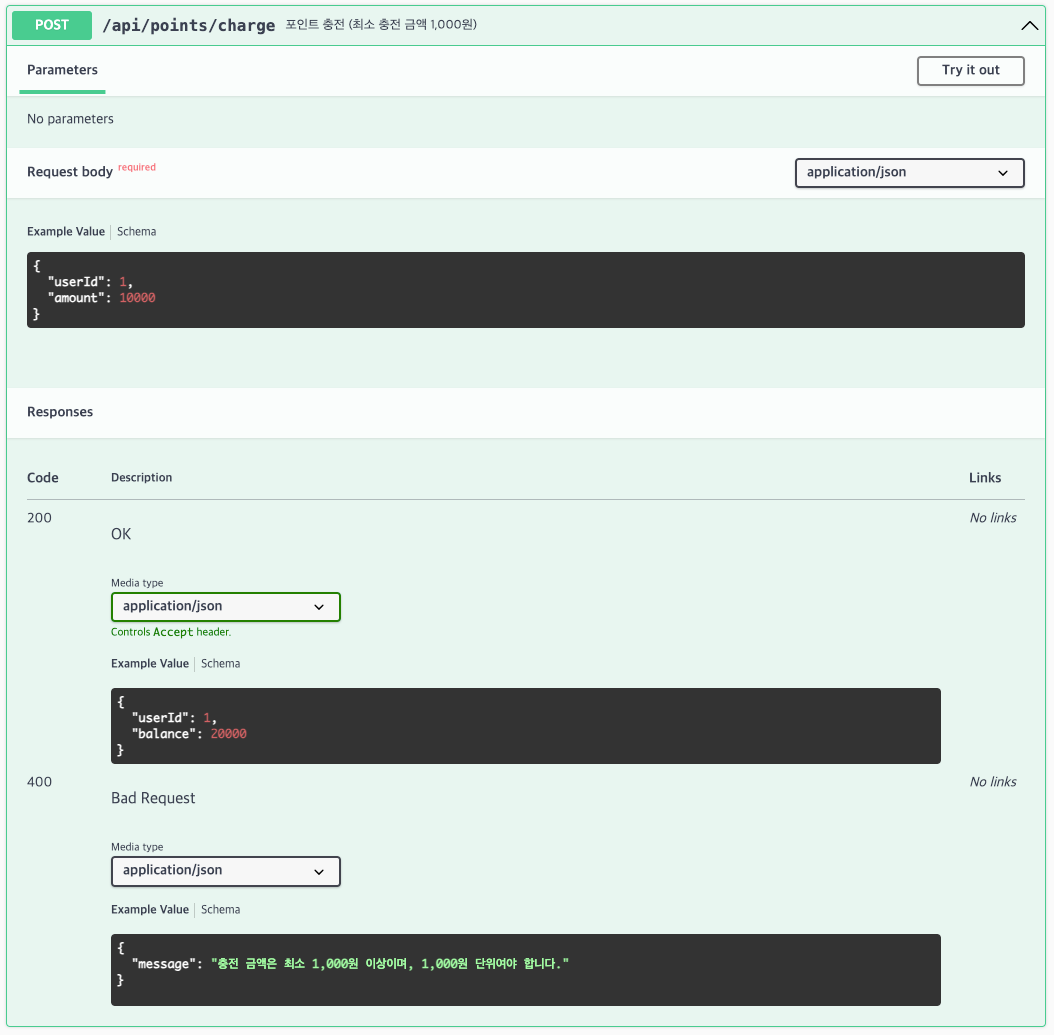 POST /api/points/charge 포인트 충전 (최소 충전 금액 1,000원)
Parameters Try it out
No parameters
Request body required application/json
Example Value | Schema
{
  "userId": 1,
  "amount": 10000
}
Responses
Code Description Links
200 OK No links
Media type
application/json
Controls Accept header.
Example Value | Schema
{
  "userId": 1,
  "balance": 20000
}
400 Bad Request No links
Media type
application/json
Example Value | Schema
{
  "message": "충전 금액은 최소 1,000원 이상이며, 1,000원 단위여야 합니다."
}